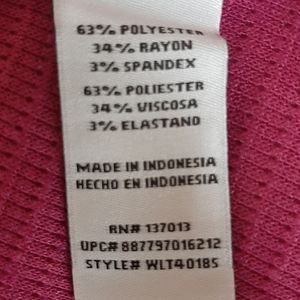 63% POLYESTER
34% RAYON
3% SPANDEX
63% POLIESTER
34% VISCOSA
3% ELASTANO
MADE IN INDONESIA
HECHO EN INDONESIA
RN# 137013
UPC# 887797016212
STYLE# WLT40185